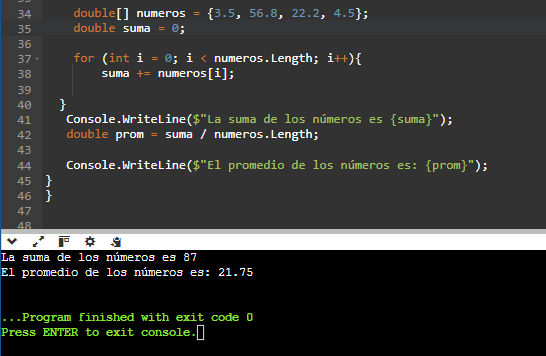 34 double[] numeros = {3.5, 56.8, 22.2, 4.5};
35 double suma = 0;
36
37 for (int i = 0; i < numeros.Length; i++){
38 suma += numeros[i];
39
40 }
41 Console.WriteLine($"La suma de los números es {suma}");
42 double prom = suma / numeros.Length;
43
44 Console.WriteLine($"El promedio de los números es: {prom}");
45 }
46 }
47
48
La suma de los números es 87
El promedio de los números es: 21.75
...Program finished with exit code 0
Press ENTER to exit console.